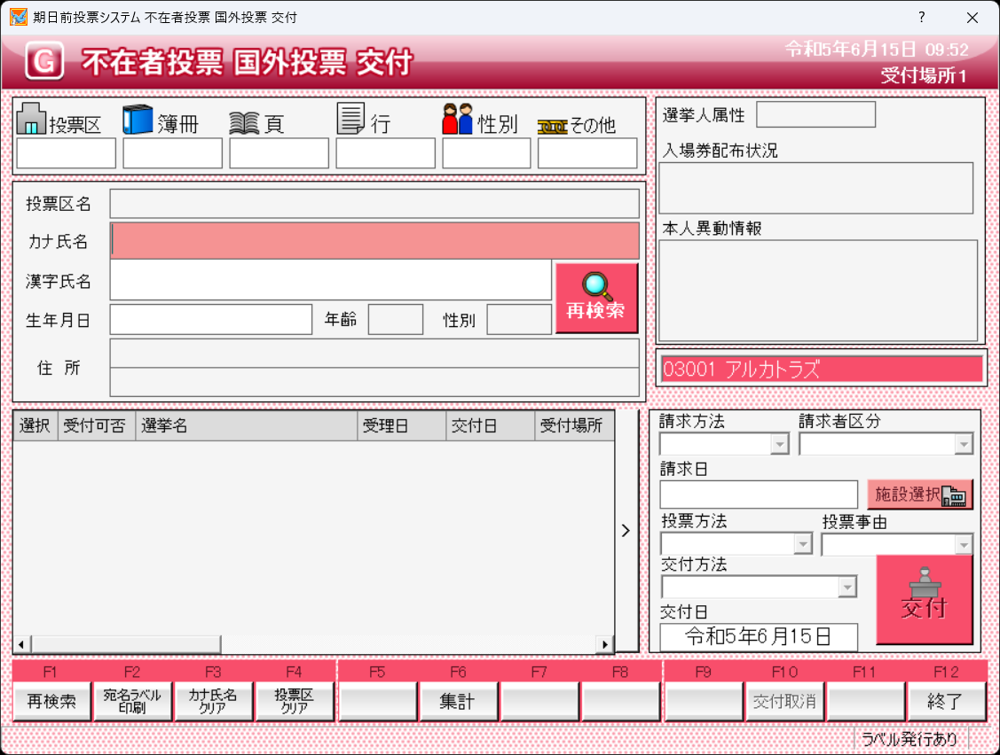 期日前投票システム 不在者投票 国外投票 交付
?
G 不在者投票 国外投票 交付
令和5年6月15日 09:52
受付場所1
投票区 簿冊 頁 行 性別 その他
投票区名
カナ氏名
漢字氏名
再検索
生年月日 年齢 性別
住 所
選挙人属性
入場券配布状況
本人異動情報
03001 アルカトラズ
選択 受付可否 選挙名 受理日 交付日 受付場所
請求方法 請求者区分
請求日
施設選択
投票方法 投票事由
交付方法
交付
交付日
令和5年6月15日
F1 F2 F3 F4 F5 F6 F7 F8 F9 F10 F11 F12
再検索 宛名ラベル印刷 カナ氏名クリア 投票区クリア 集計 交付取消 終了
ラベル発行あり